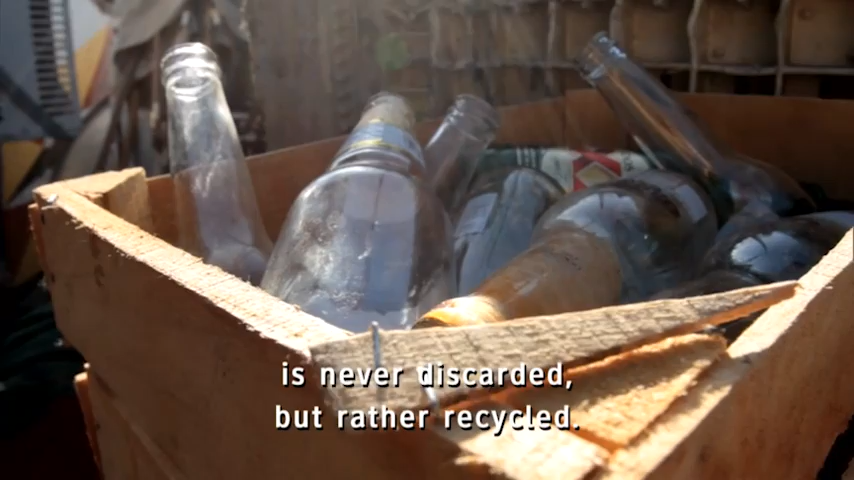 is never discarded,
but rather recycled.